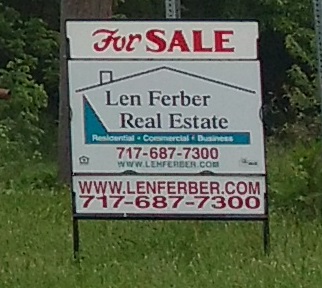 For SALE
Len Ferber
Real Estate
Residential • Commercial • Business
717-687-7300
WWW.LENFERBER.COM
WWW.LENFERBER.COM
717-687-7300